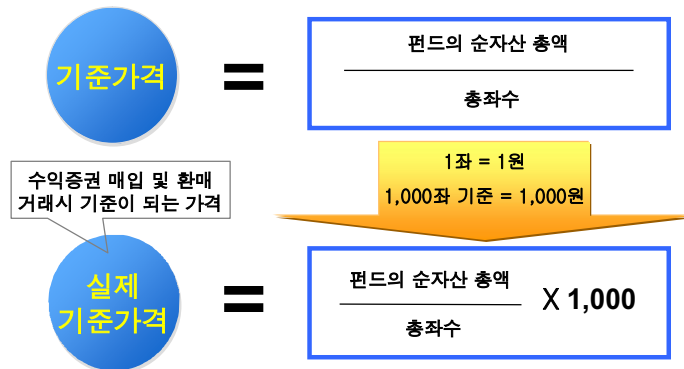 기준가격
=
펀드의 순자산 총액
총좌수
1좌 = 1원
1,000좌 기준 = 1,000원
수익증권 매입 및 환매
거래시 기준이 되는 가격
실제
기준가격
=
펀드의 순자산 총액
총좌수
X 1,000